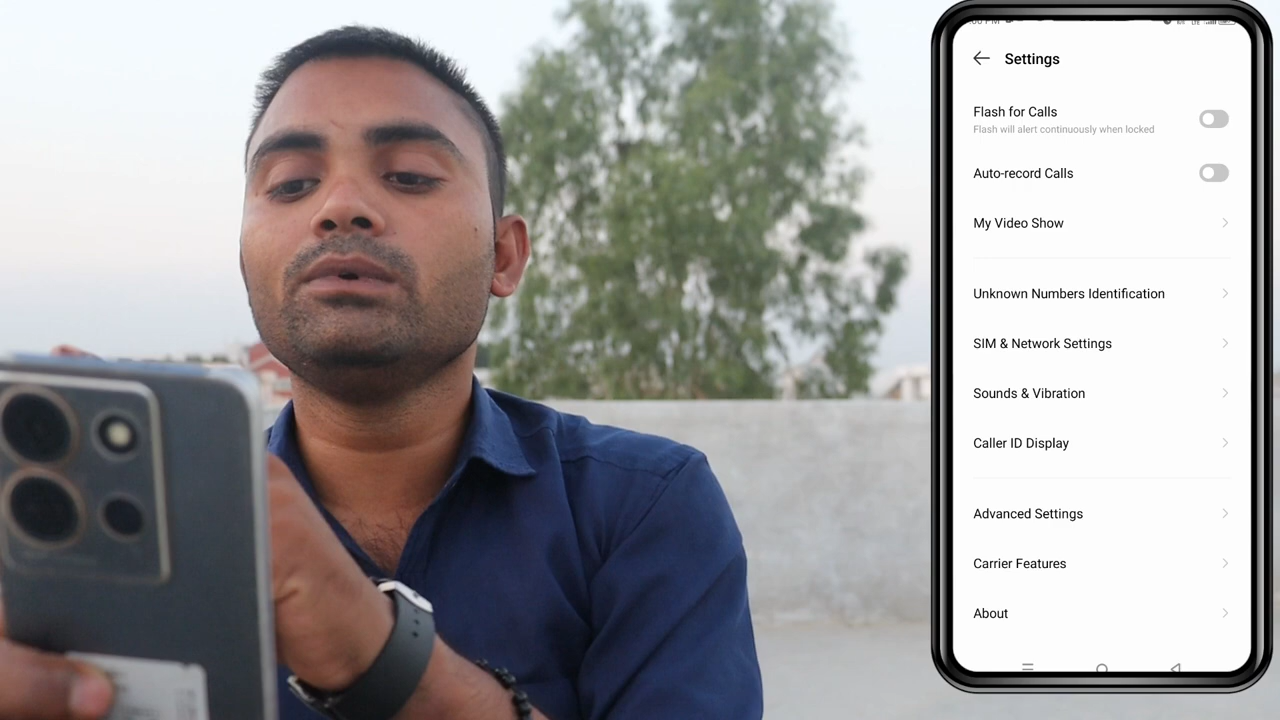 Settings
Flash for Calls
Flash will alert continuously when locked
Auto-record Calls
My Video Show
Unknown Numbers Identification
SIM & Network Settings
Sounds & Vibration
Caller ID Display
Advanced Settings
Carrier Features
About